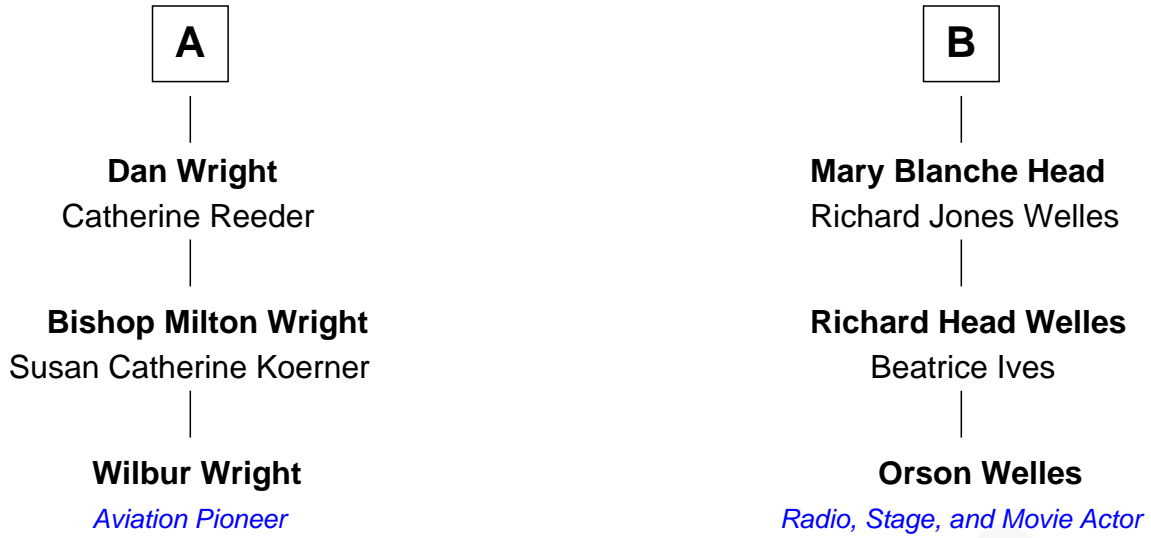 A
Dan Wright
Catherine Reeder
Bishop Milton Wright
Susan Catherine Koerner
Wilbur Wright
Aviation Pioneer
B
Mary Blanche Head
Richard Jones Welles
Richard Head Welles
Beatrice Ives
Orson Welles
Radio, Stage, and Movie Actor